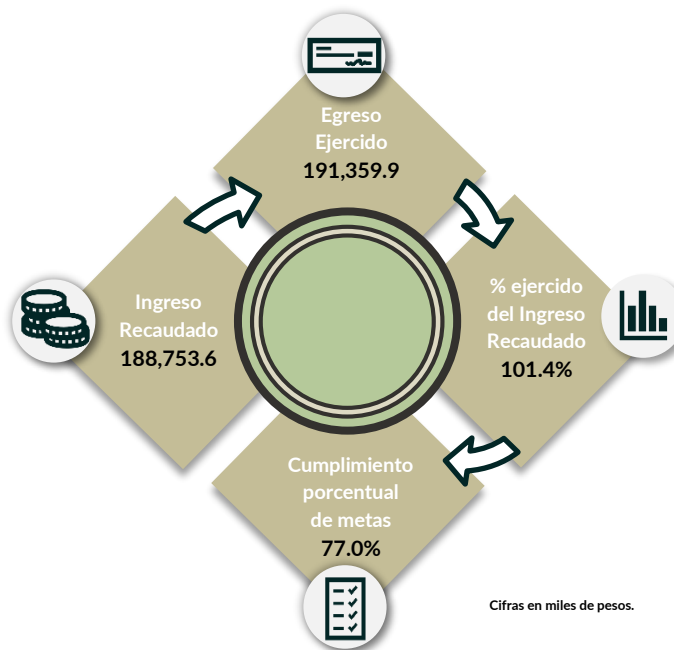 Egreso
Ejercido
191,359.9
Ingreso
Recaudado
188,753.6
% ejercido
del Ingreso
Recaudado
101.4%
Cumplimiento
porcentual
de metas
77.0%
Cifras en miles de pesos.